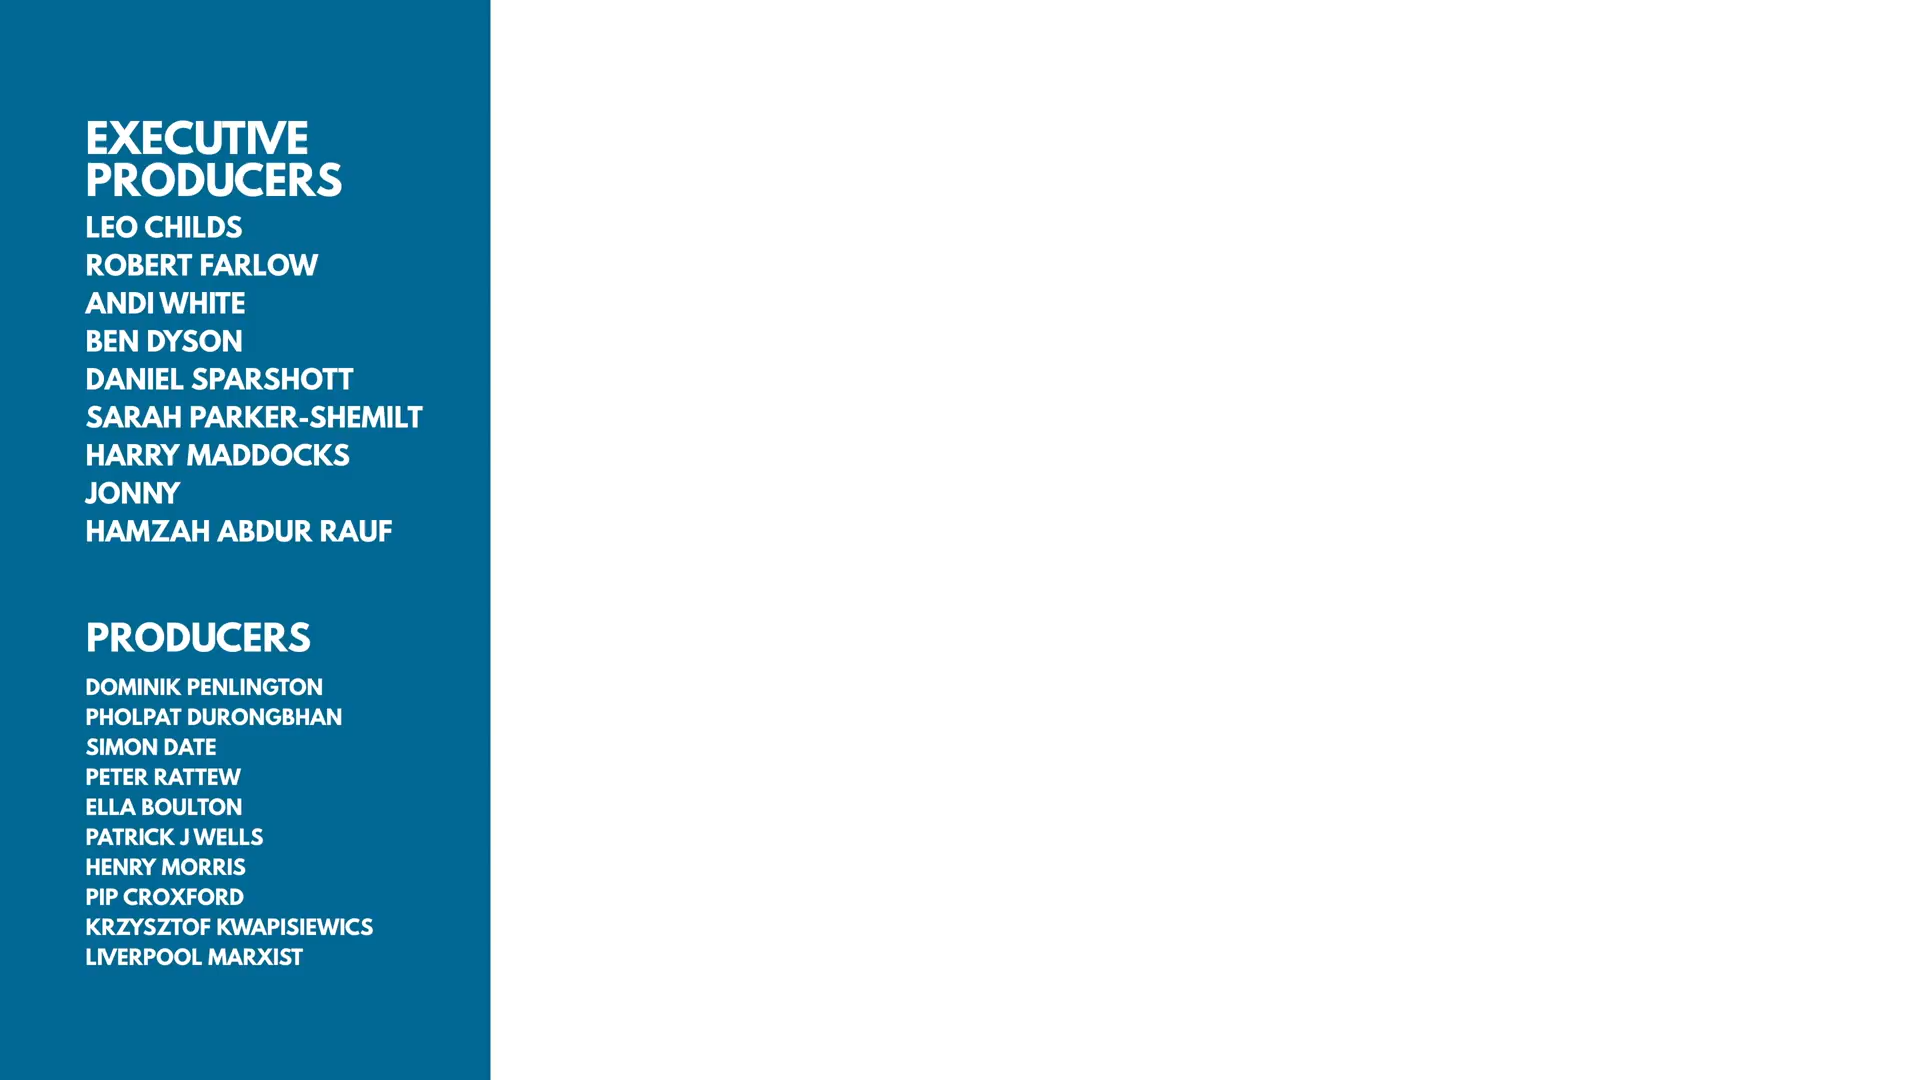 EXECUTIVE
PRODUCERS
LEO CHILDS
ROBERT FARLOW
ANDI WHITE
BEN DYSON
DANIEL SPARSHOTT
SARAH PARKER-SHEMILT
HARRY MADDOCKS
JONNY
HAMZAH ABDUR RAUF
PRODUCERS
DOMINIK PENLINGTON
PHOLPAT DURONGBHAN
SIMON DATE
PETER RATTEW
ELLA BOULTON
PATRICK J WELLS
HENRY MORRIS
PIP CROXFORD
KRZYSZTOF KWAPISIEWICS
LIVERPOOL MARXIST